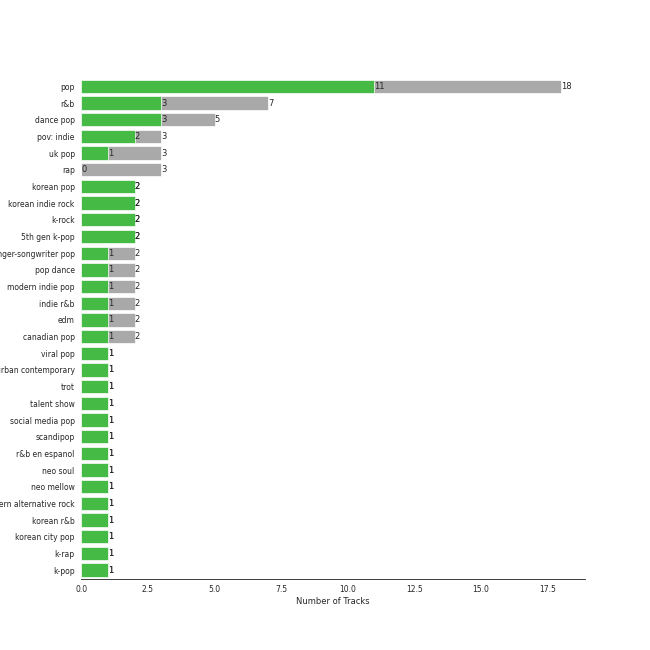 pop 11 18
r&b 3 7
dance pop 3 5
pov: indie 2 3
uk pop 1 3
rap 0 3
korean pop 2
korean indie rock 2
k-rock 2
5th gen k-pop 2
nger-songwriter pop 1 2
pop dance 1 2
modern indie pop 1 2
indie r&b 1 2
edm 1 2
canadian pop 1 2
viral pop 1
rban contemporary 1
trot 1
talent show 1
social media pop 1
scandipop 1
r&b en espanol 1
neo soul 1
neo mellow 1
ern alternative rock 1
korean r&b 1
korean city pop 1
k-rap 1
k-pop 1
0.0 2.5 5.0 7.5 10.0 12.5 15.0 17.5
Number of Tracks